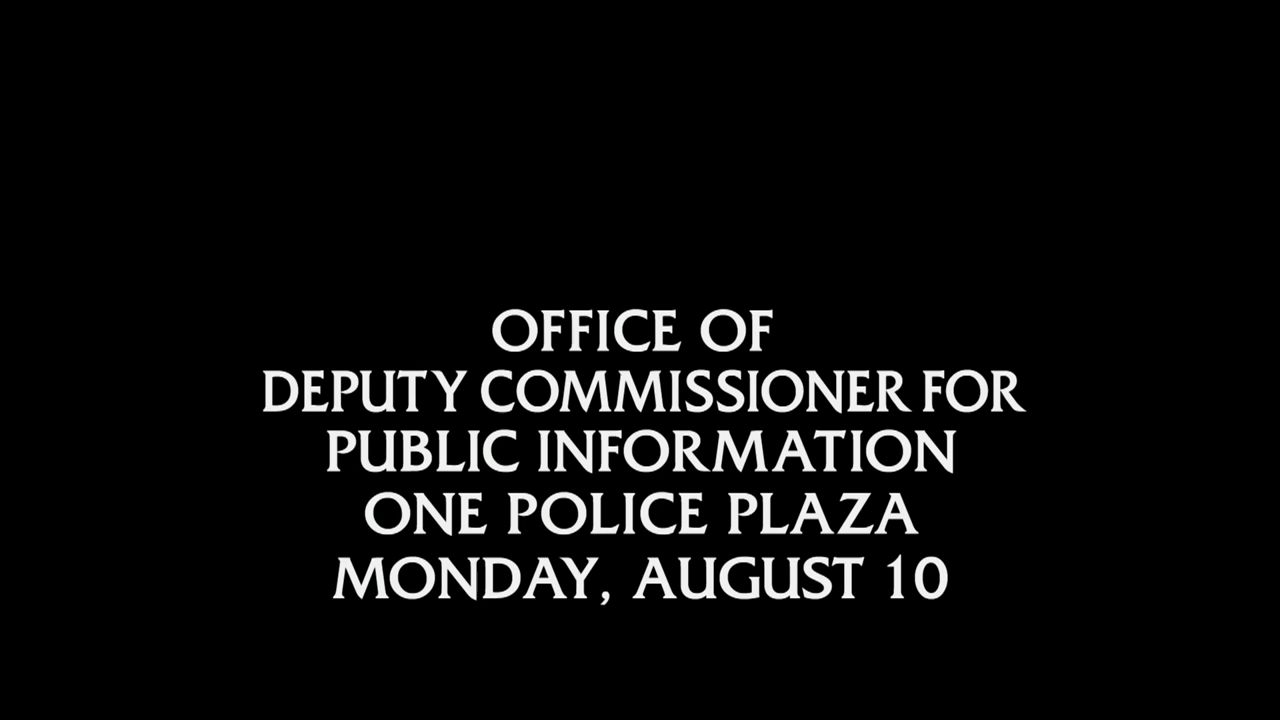 OFFICE OF
DEPUTY COMMISSIONER FOR
PUBLIC INFORMATION
ONE POLICE PLAZA
MONDAY, AUGUST 10